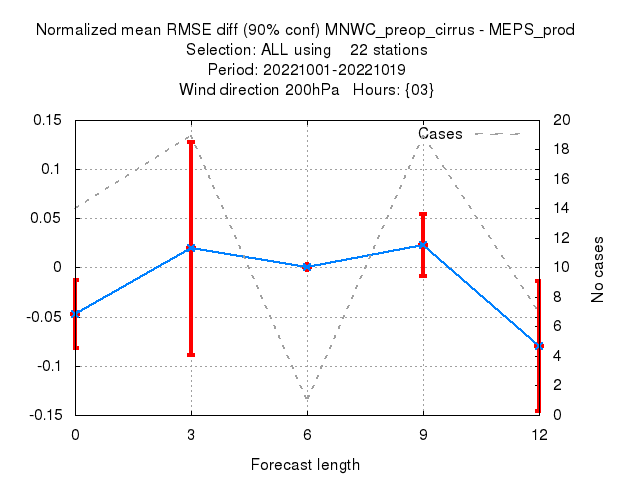 Normalized mean RMSE diff (90% conf) MNWC_preop_cirrus - MEPS_prod
Selection: ALL using    22 stations
Period: 20221001-20221019
Wind direction 200hPa   Hours: {03}
Cases
0.15
0.1
0.05
0
-0.05
-0.1
-0.15
20
18
16
14
12
10
8
6
4
2
0
No cases
0 3 6 9 12
Forecast length